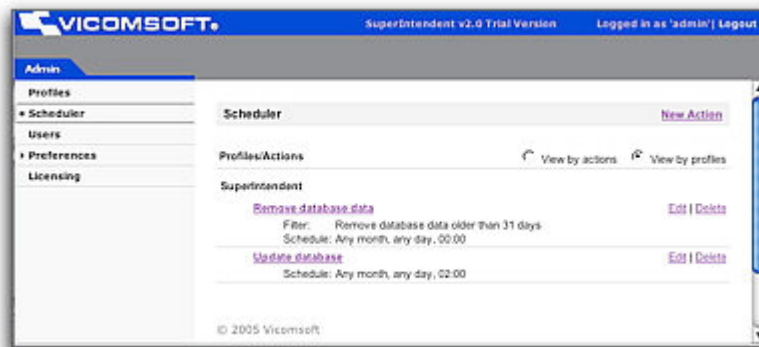 VICOMSOFT.
SuperIntendent v2.0 Trial Version
Logged in as 'admin'| Logout
Admin
Profiles
Scheduler
Users
Preferences
Licensing
Scheduler New Action
Profiles/Actions View by actions View by profiles
SuperIntendent
Remove database data Edit | Delete
Filter: Remove database data older than 31 days
Schedule: Any month, any day, 00:00
Update database Edit | Delete
Schedule: Any month, any day, 02:00
© 2005 Vicomsoft